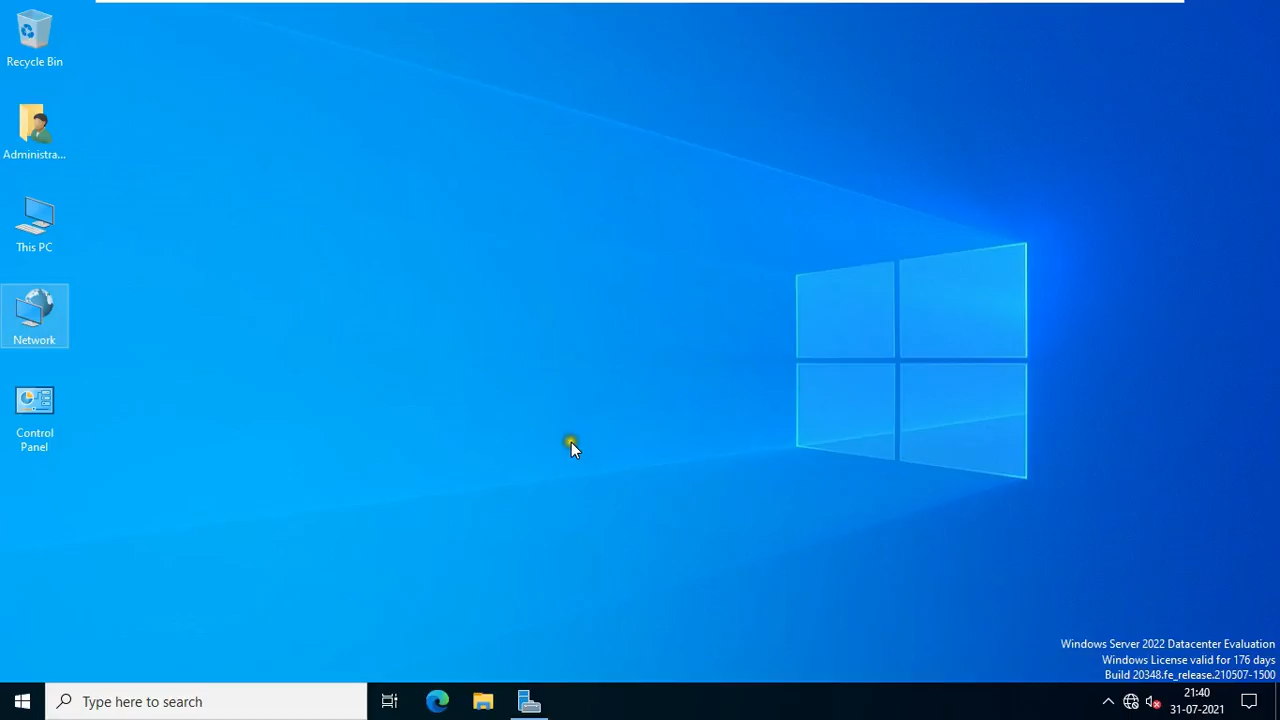 Recycle Bin
Administra...
This PC
Network
Control
Panel
Windows Server 2022 Datacenter Evaluation
Windows License valid for 176 days
Build 20348.fe_release.210507-1500
Type here to search
21:40
31-07-2021